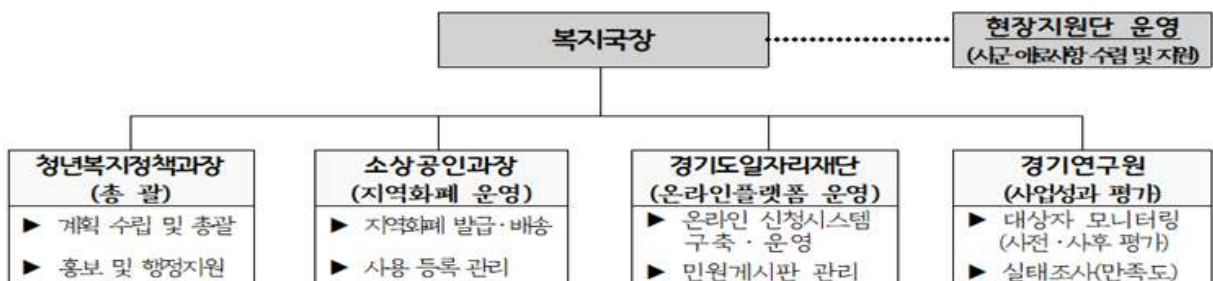 복지국장
현장지원단 운영
(시군 애로사항 수렴 및 지원)
청년복지정책과장
(총 괄)
► 계획 수립 및 총괄
► 홍보 및 행정지원
소상공인과장
(지역화폐 운영)
► 지역화폐 발급·배송
► 사용 등록 관리
경기도일자리재단
(온라인플랫폼 운영)
► 온라인 신청시스템
구축·운영
► 민원게시판 관리
경기연구원
(사업성과 평가)
► 대상자 모니터링
(사전·사후 평가)
► 실태조사(만족도)